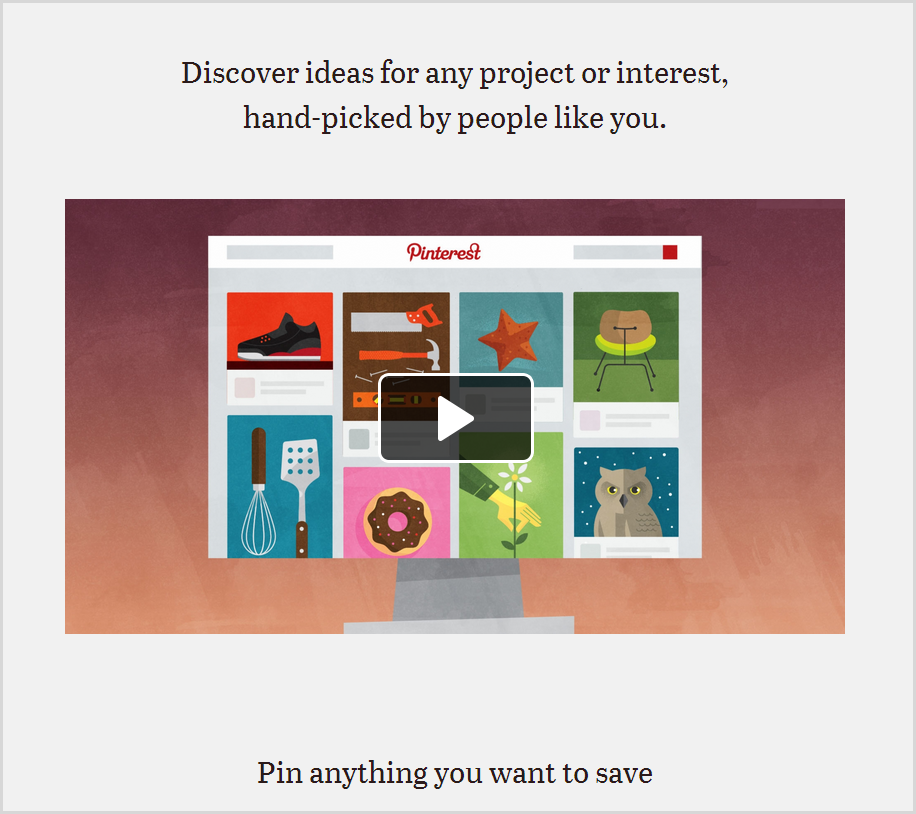 Discover ideas for any project or interest,
hand-picked by people like you.
Pinterest
Pin anything you want to save